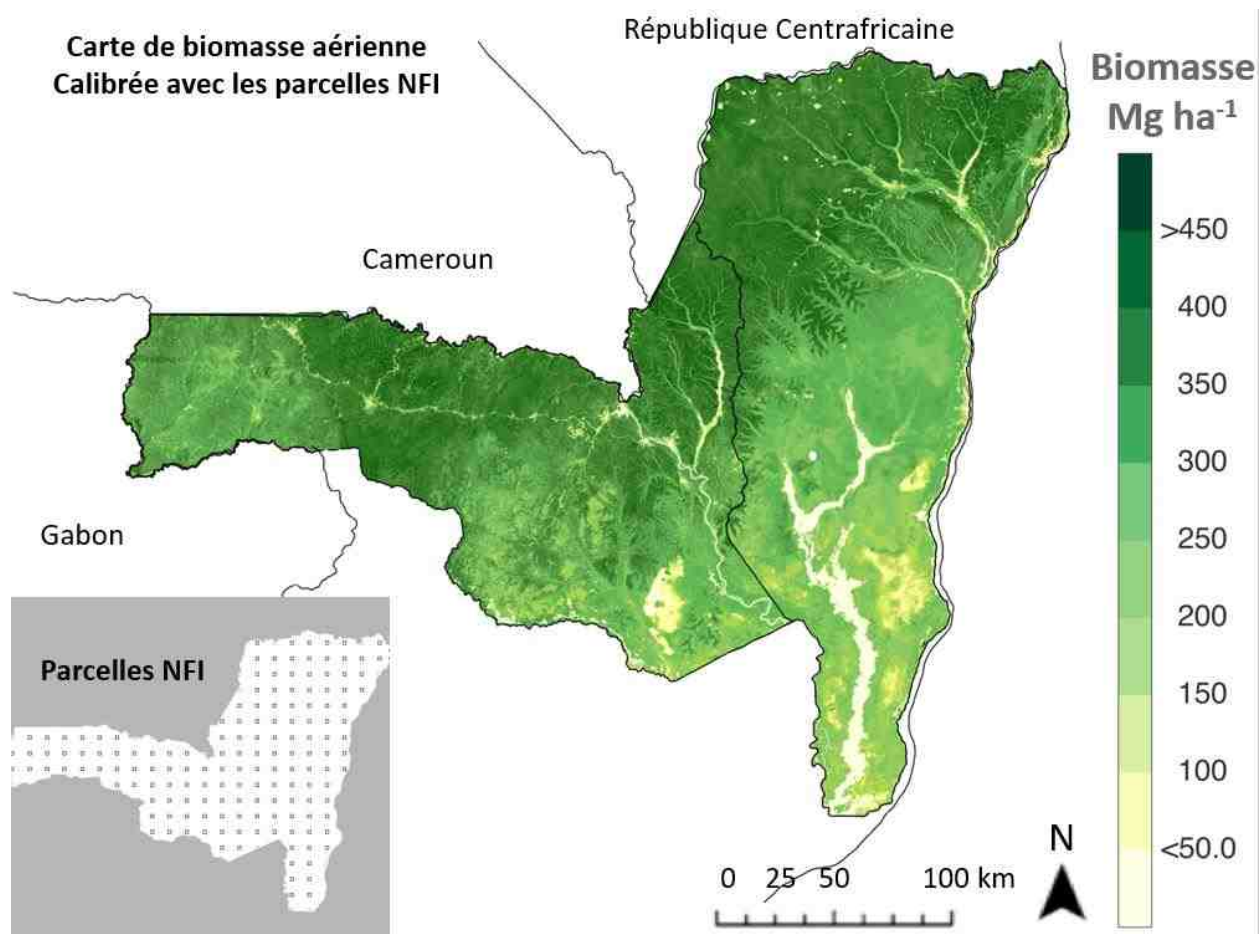 Carte de biomasse aérienne
Calibrée avec les parcelles NFI
République Centrafricaine
Biomasse
Mg ha-1
>450
400
350
300
250
200
150
100
<50.0
Cameroun
Gabon
Parcelles NFI
N
0 25 50 100 km